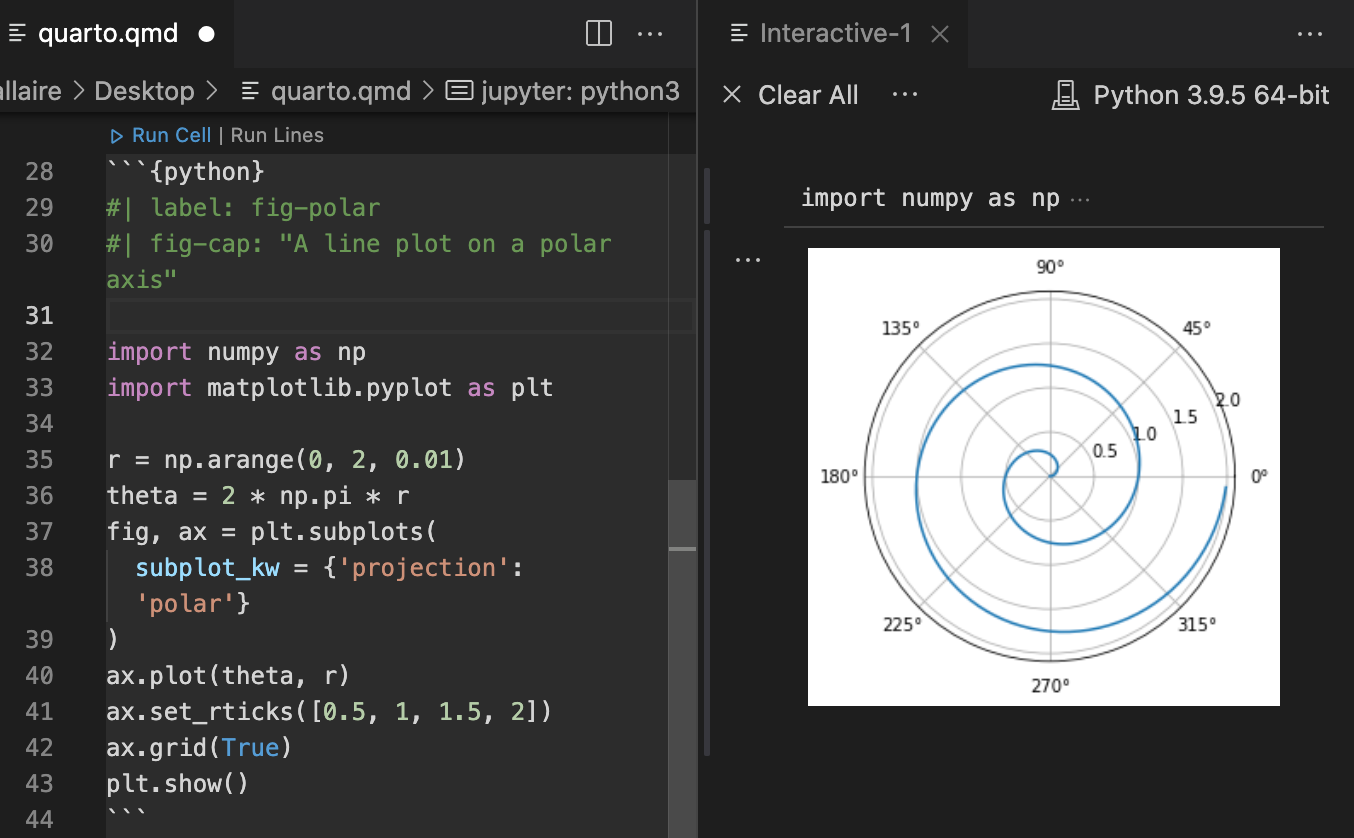 quarto.qmd
allaire > Desktop > quarto.qmd > jupyter: python3
Run Cell | Run Lines
28 ```{python}
29 #| label: fig-polar
30 #| fig-cap: "A line plot on a polar
axis"
31
32 import numpy as np
33 import matplotlib.pyplot as plt
34
35 r = np.arange(0, 2, 0.01)
36 theta = 2 * np.pi * r
37 fig, ax = plt.subplots(
38 subplot_kw = {'projection':
'polar'}
39 )
40 ax.plot(theta, r)
41 ax.set_rticks([0.5, 1, 1.5, 2])
42 ax.grid(True)
43 plt.show()
44 ```
Interactive-1
Clear All ...
Python 3.9.5 64-bit
import numpy as np ...
90°
135°
45°
2.0
1.5
1.0
0.5
180°
0°
225°
315°
270°